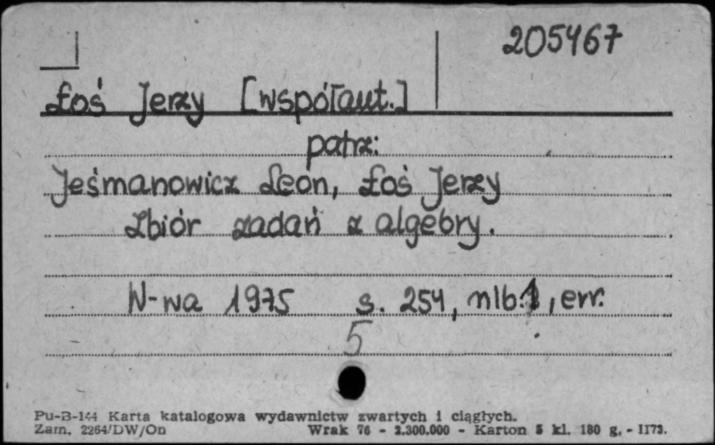 205467
Łoś Jerzy [współaut.]
patrz:
Jeśmanowicz Leon, Łoś Jerzy
Zbiór zadań z algebry.
W-wa 1975 s. 254, nlb. 1, err.
5
Pu-B-144 Karta katalogowa wydawnictw zwartych i ciągłych.
Zam. 2264/DW/On Wrak 76 - 2.300.000 - Karton 5 kl. 180 g. - II73.